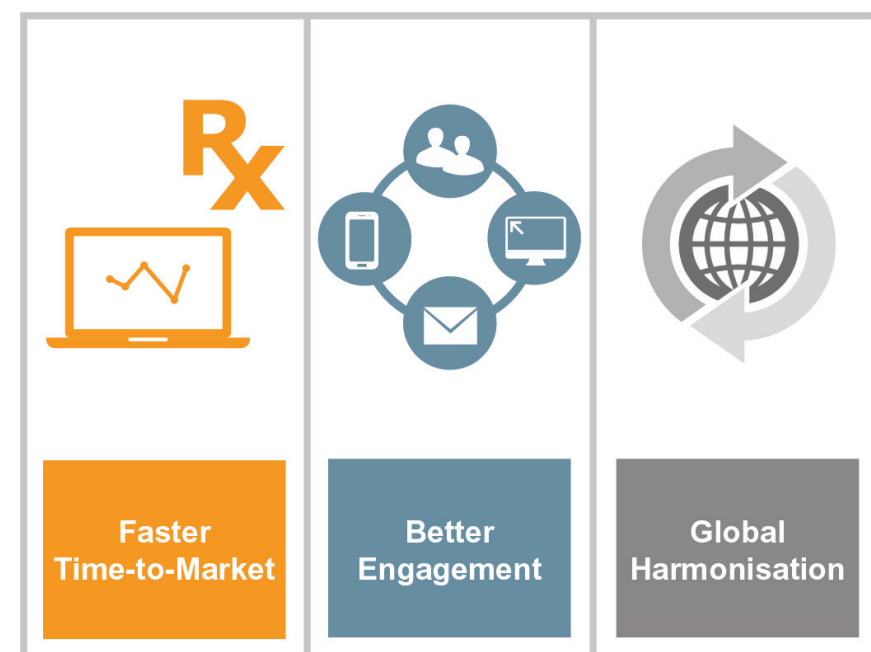 Rx
Faster
Time-to-Market
Better
Engagement
Global
Harmonisation